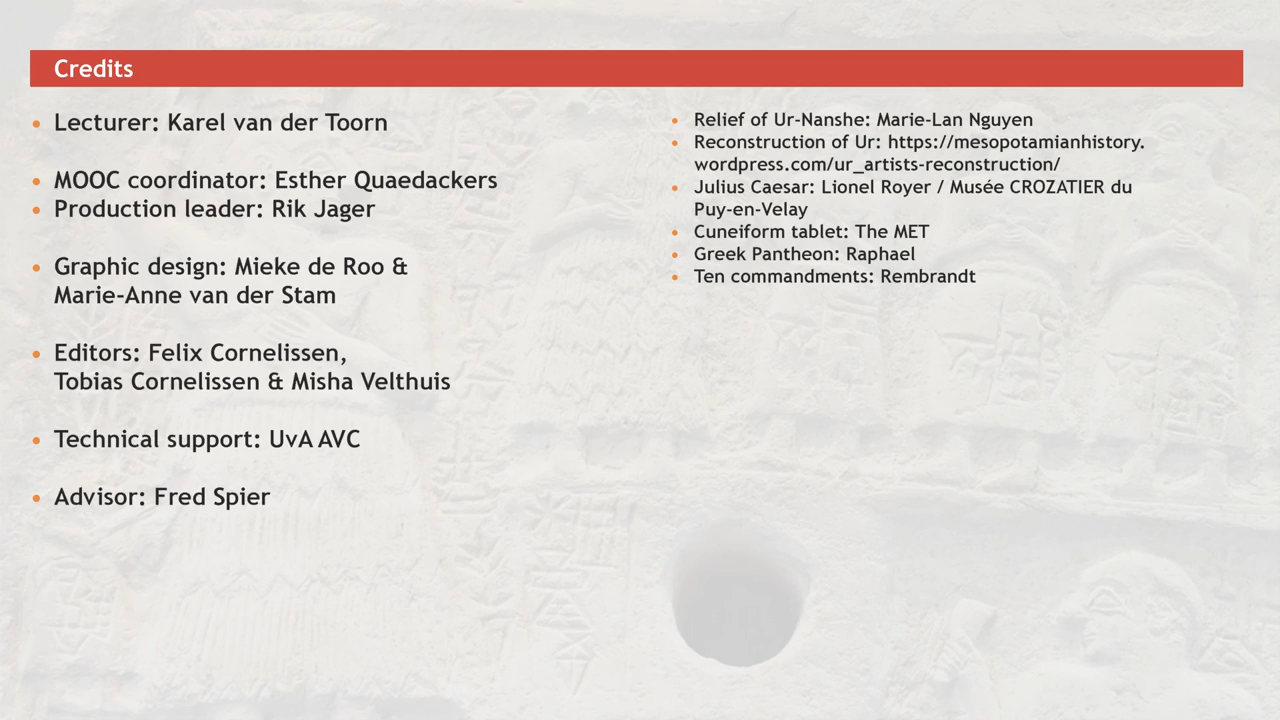 Credits
• Lecturer: Karel van der Toorn
• MOOC coordinator: Esther Quaedackers
• Production leader: Rik Jager
• Graphic design: Mieke de Roo &
Marie-Anne van der Stam
• Editors: Felix Cornelissen,
Tobias Cornelissen & Misha Velthuis
• Technical support: UvA AVC
• Advisor: Fred Spier
• Relief of Ur-Nanshe: Marie-Lan Nguyen
• Reconstruction of Ur: https://mesopotamianhistory.
wordpress.com/ur_artists-reconstruction/
• Julius Caesar: Lionel Royer / Musée CROZATIER du
Puy-en-Velay
• Cuneiform tablet: The MET
• Greek Pantheon: Raphael
• Ten commandments: Rembrandt